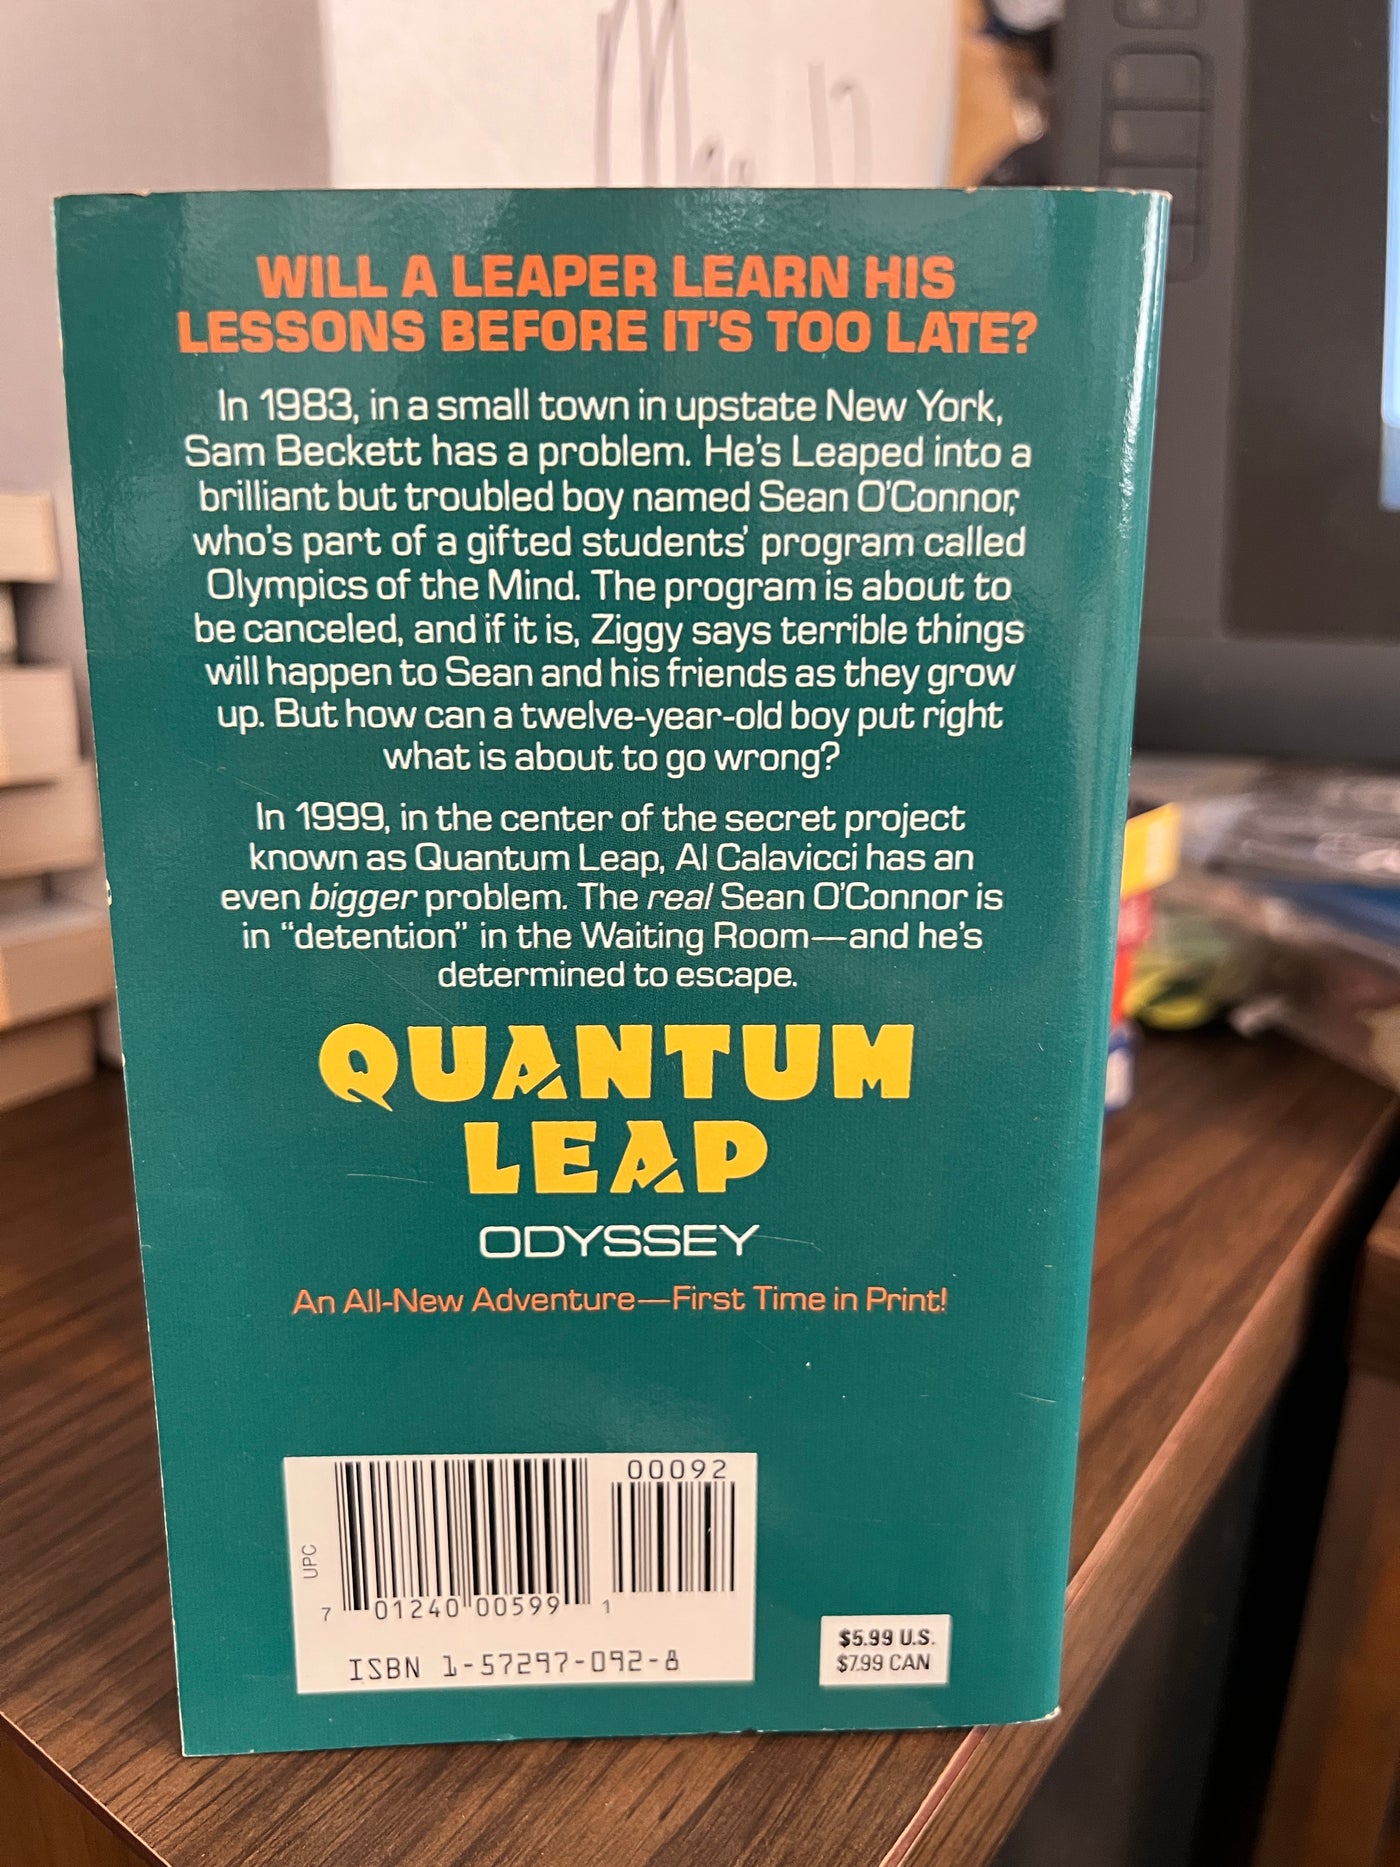 WILL A LEAPER LEARN HIS
LESSONS BEFORE IT'S TOO LATE?
In 1983, in a small town in upstate New York,
Sam Beckett has a problem. He's Leaped into a
brilliant but troubled boy named Sean O'Connor,
who's part of a gifted students' program called
Olympics of the Mind. The program is about to
be canceled, and if it is, Ziggy says terrible things
will happen to Sean and his friends as they grow
up. But how can a twelve-year-old boy put right
what is about to go wrong?
In 1999, in the center of the secret project
known as Quantum Leap, Al Calavicci has an
even bigger problem. The real Sean O'Connor is
in “detention” in the Waiting Room—and he's
determined to escape.
QUANTUM
LEAP
ODYSSEY
An All-New Adventure—First Time in Print!
00092
UPC
7 01240 00599 1
ISBN 1-57297-092-8
$5.99 U.S.
$7.99 CAN